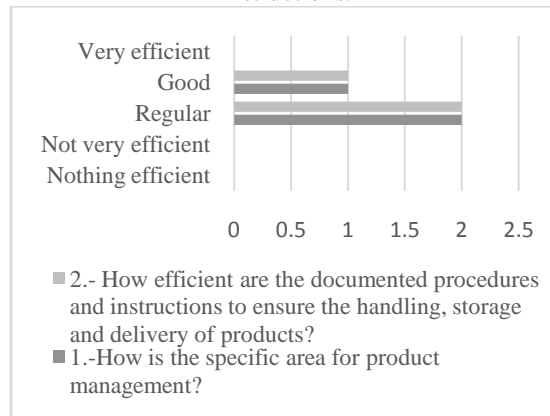 Very efficient
Good
Regular
Not very efficient
Nothing efficient
0 0.5 1 1.5 2 2.5
2.- How efficient are the documented procedures
and instructions to ensure the handling, storage
and delivery of products?
1.-How is the specific area for product
management?